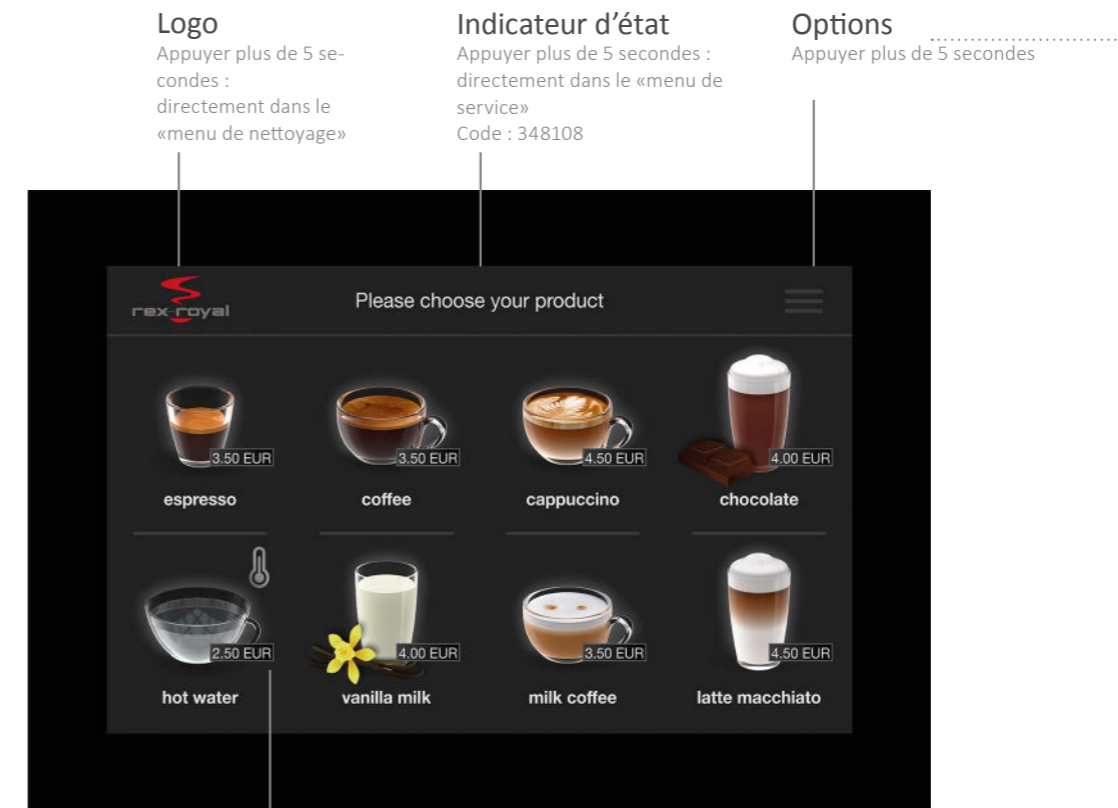 Logo
Appuyer plus de 5 se-
condes :
directement dans le
«menu de nettoyage»
Indicateur d’état
Appuyer plus de 5 secondes :
directement dans le «menu de
service»
Code : 348108
Options
Appuyer plus de 5 secondes
rex-royal
Please choose your product
3.50 EUR
3.50 EUR
4.50 EUR
4.00 EUR
espresso
coffee
cappuccino
chocolate
2.50 EUR
4.00 EUR
3.50 EUR
4.50 EUR
hot water
vanilla milk
milk coffee
latte macchiato